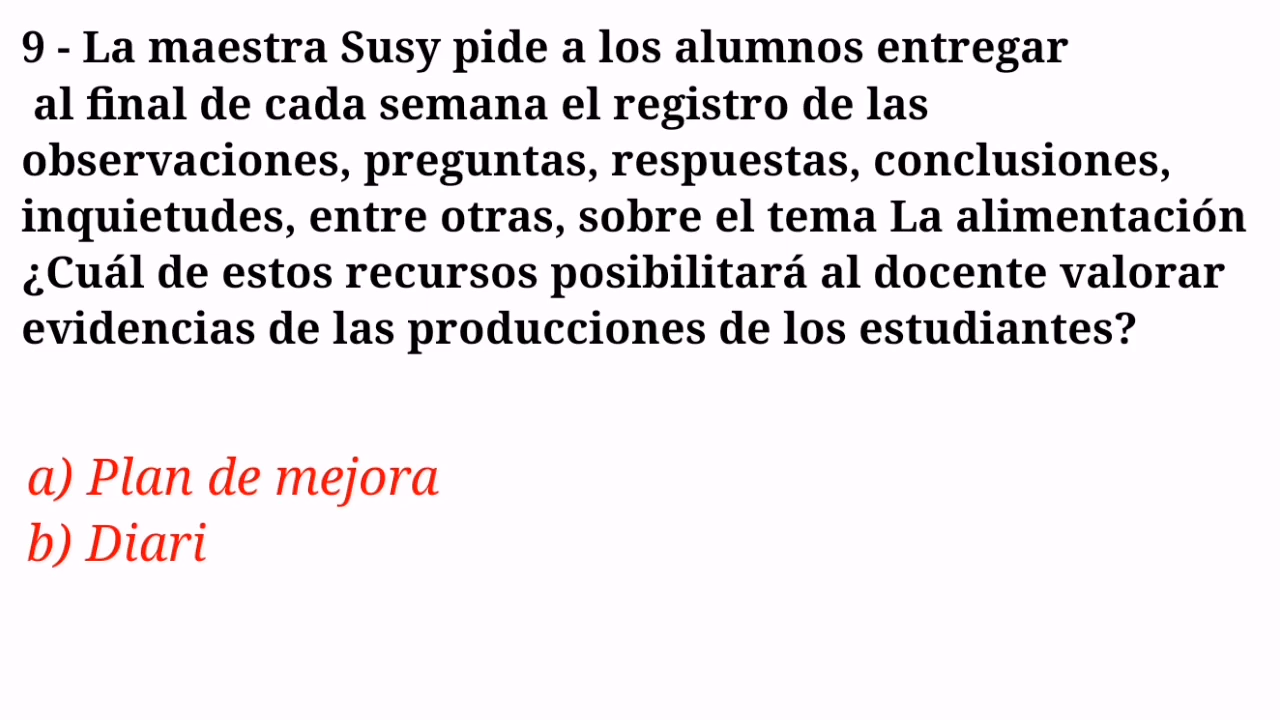 9 - La maestra Susy pide a los alumnos entregar
al final de cada semana el registro de las
observaciones, preguntas, respuestas, conclusiones,
inquietudes, entre otras, sobre el tema La alimentación
¿Cuál de estos recursos posibilitará al docente valorar
evidencias de las producciones de los estudiantes?
a) Plan de mejora
b) Diari